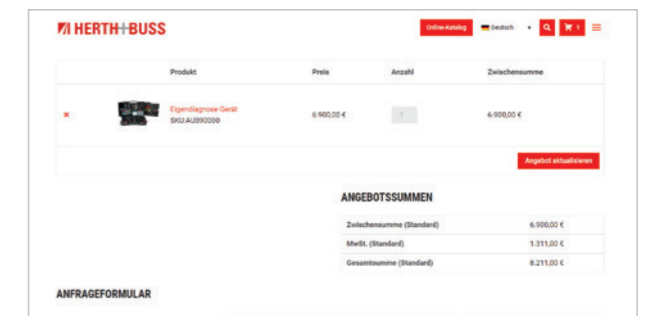 HERTH+BUSS
Online-Katalog Deutsch 1
Produkt Preis Anzahl Zwischensumme
× Eigendiagnose Gerät 6.900,00 € 1 6.900,00 €
SKU:AU890000
Angebot aktualisieren
ANGEBOTSSUMMEN
Zwischensumme (Standard) 6.900,00 €
MwSt. (Standard) 1.311,00 €
Gesamtsumme (Standard) 8.211,00 €
ANFRAGEFORMULAR